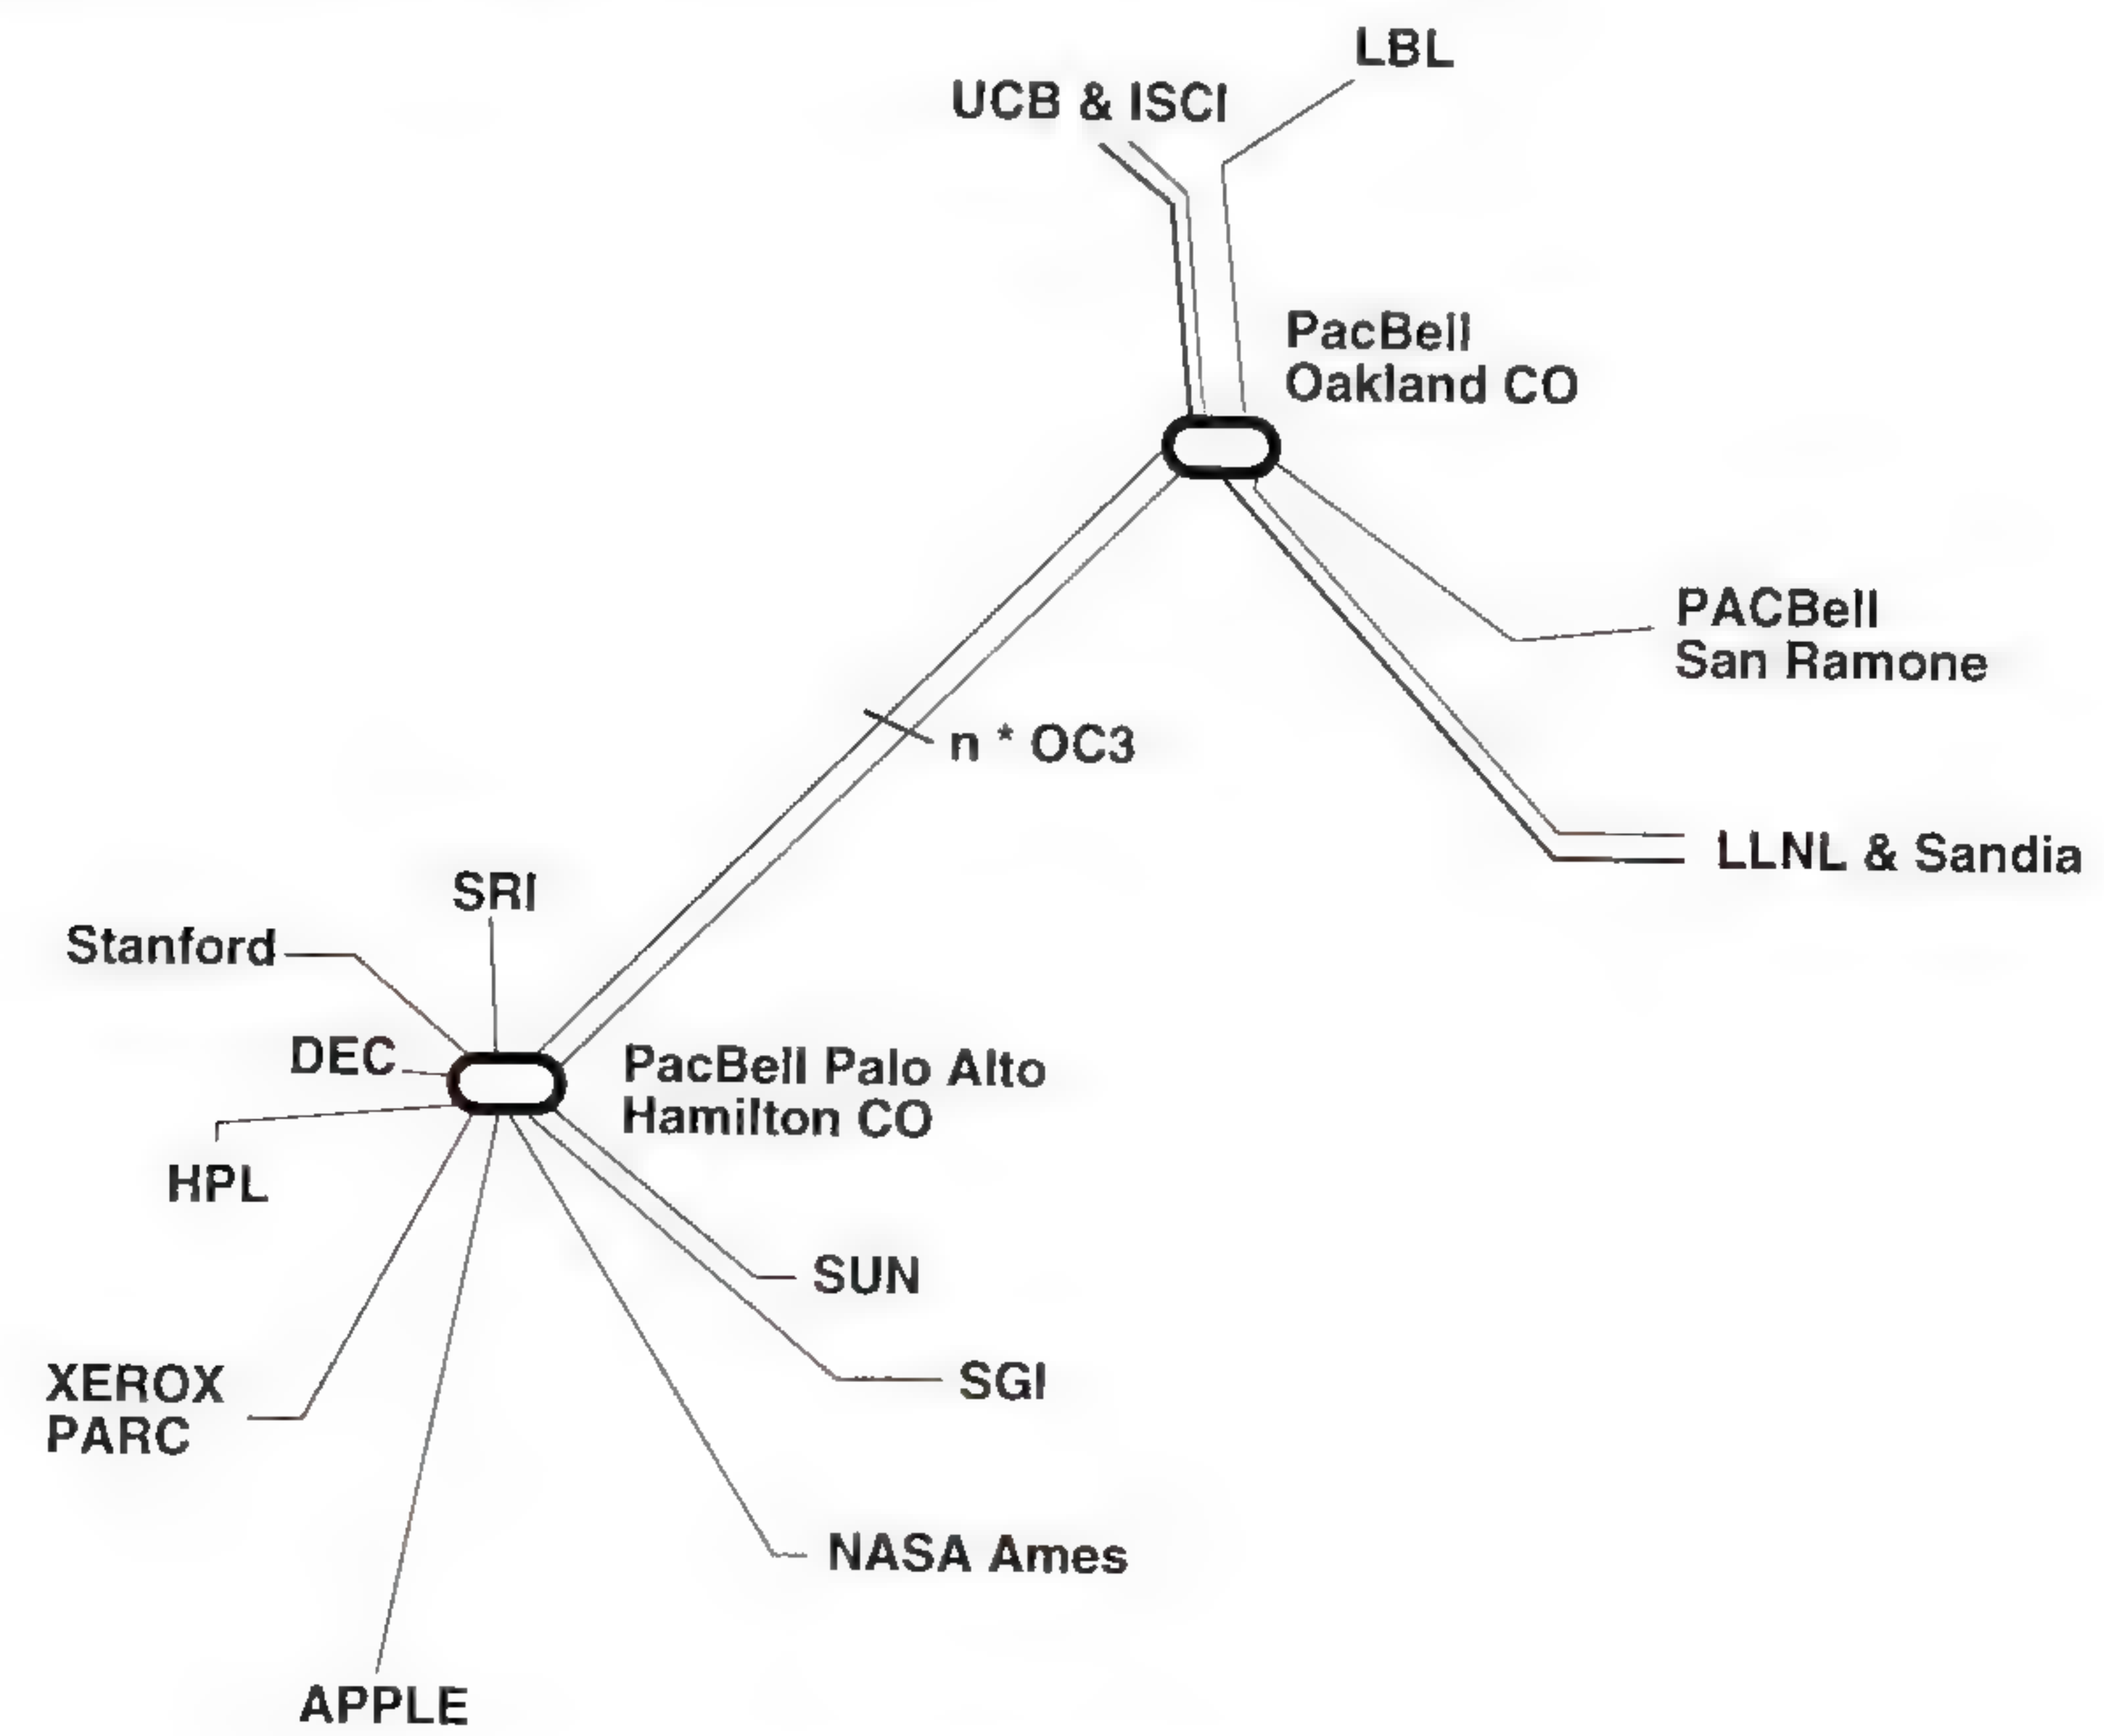 LBL
UCB & ISCI
PacBell
Oakland CO
PACBell
San Ramone
n * OC3
LLNL & Sandia
SRI
Stanford
DEC
PacBell Palo Alto
Hamilton CO
HPL
SUN
XEROX
PARC
SGI
NASA Ames
APPLE